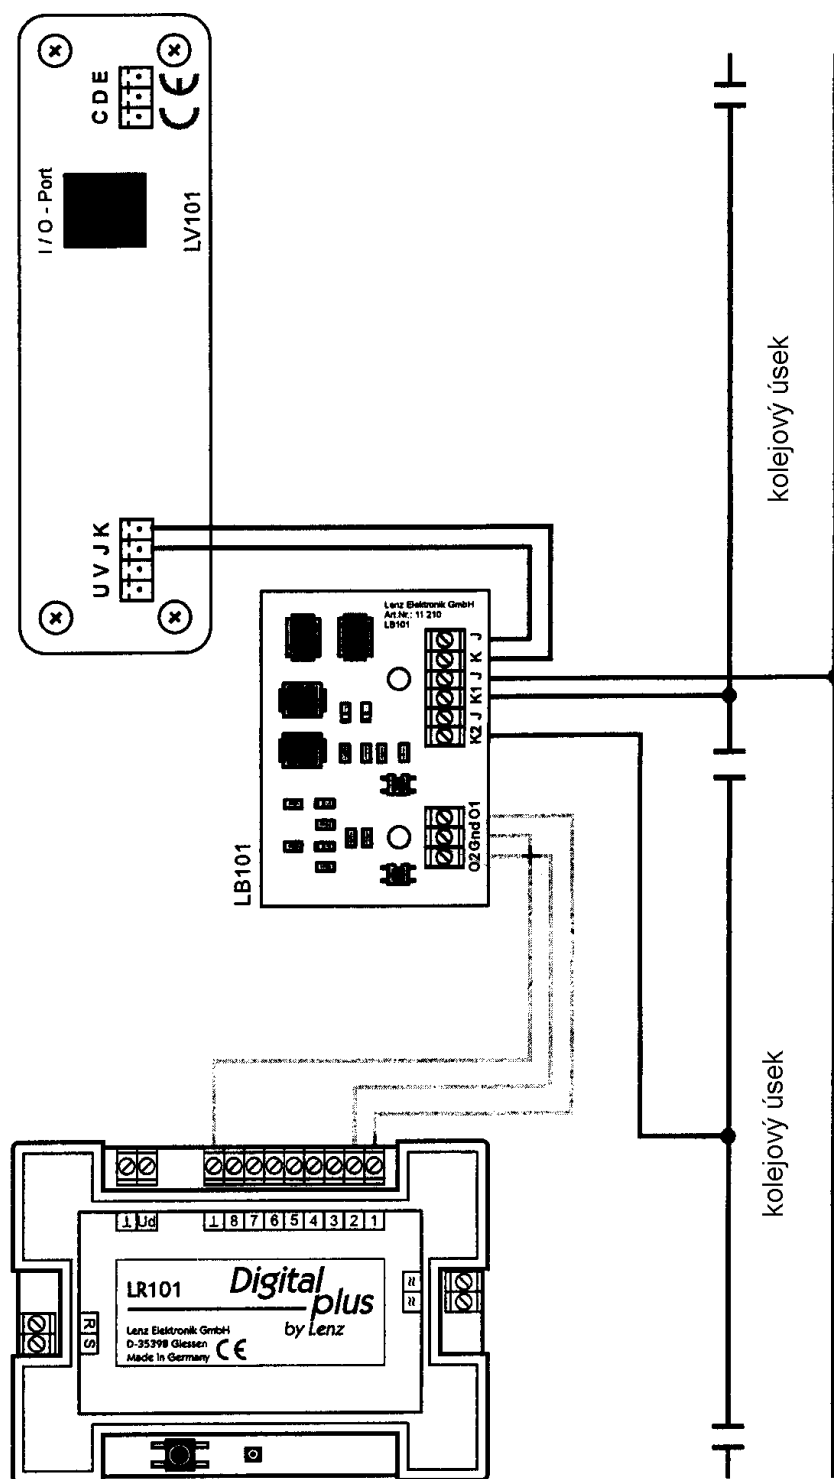 C D E
CE
I / O - Port
LV101
U V J K
Lenz Elektronik GmbH
Art.Nr.: 11 210
LB101
K2 J K1 J K J
O2 Gnd O1
LB101
kolejový úsek
kolejový úsek
⊥ Ud
⊥ 8 7 6 5 4 3 2 1
LR101
Digital
plus
by Lenz
Lenz Elektronik GmbH
D-35398 Giessen
Made in Germany CE
R S
≈ ≈